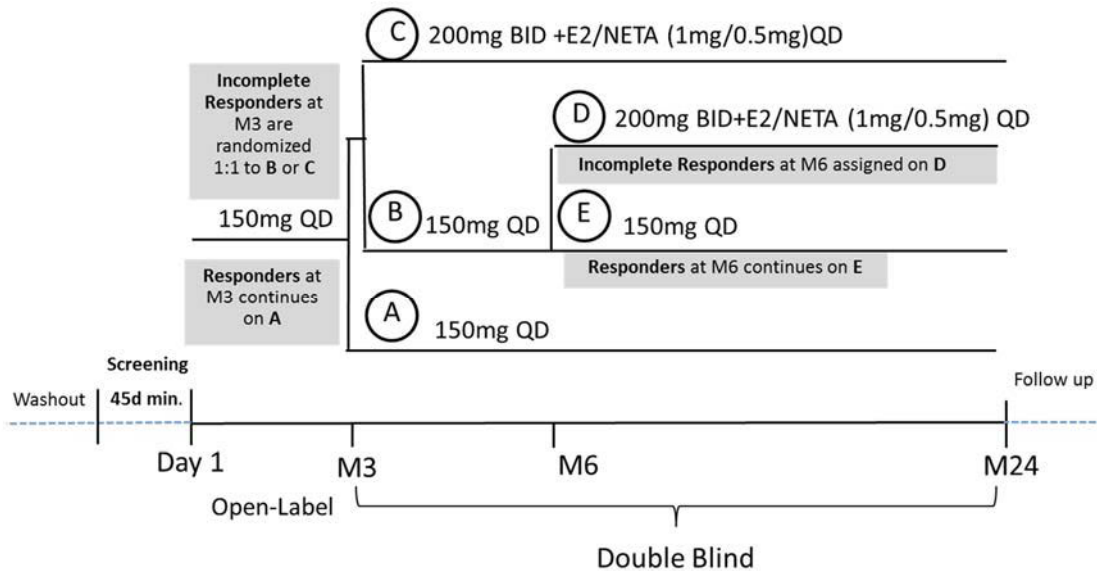 C 200mg BID +E2/NETA (1mg/0.5mg)QD
Incomplete
Responders at
M3 are
randomized
1:1 to B or C
D 200mg BID+E2/NETA (1mg/0.5mg) QD
Incomplete Responders at M6 assigned on D
150mg QD
B 150mg QD
E 150mg QD
Responders at M6 continues on E
Responders at
M3 continues
on A
A 150mg QD
Washout
Screening
45d min.
Follow up
Day 1
M3
M6
M24
Open-Label
Double Blind